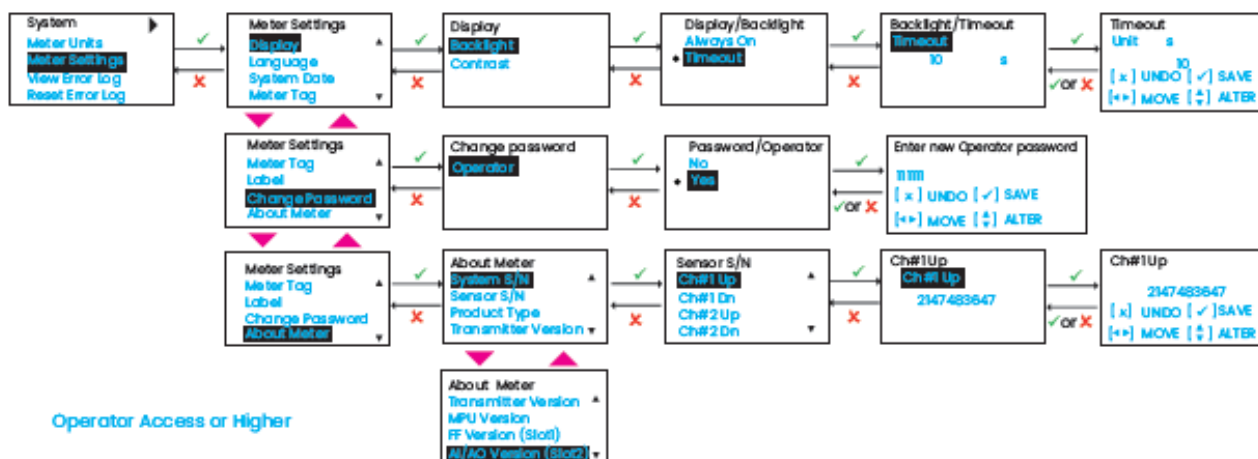 System
Meter Units
Meter Settings
View Error Log
Reset Error Log
Meter Settings
Display
Language
System Date
Meter Tag
Display
Backlight
Contrast
Display/Backlight
Always On
Timeout
Backlight/Timeout
Timeout
10 s
Timeout
Unit s
10
[x] UNDO [✓] SAVE
[◂▸] MOVE [▴▾] ALTER
✓or ✗
Meter Settings
Meter Tag
Label
Change Password
About Meter
Change password
Operator
Password/Operator
No
Yes
Enter new Operator password
[x] UNDO [✓] SAVE
[◂▸] MOVE [▴▾] ALTER
✓or ✗
Meter Settings
Meter Tag
Label
Change Password
About Meter
About Meter
System S/N
Sensor S/N
Product Type
Transmitter Version
Sensor S/N
Ch#1 Up
Ch#1 Dn
Ch#2 Up
Ch#2 Dn
Ch#1 Up
Ch#1 Up
2147483647
Ch#1 Up
2147483647
[x] UNDO [✓] SAVE
[◂▸] MOVE [▴▾] ALTER
✓or ✗
About Meter
Transmitter Version
MPU Version
FF Version (Slot1)
AI/AO Version (Slot2)
Operator Access or Higher